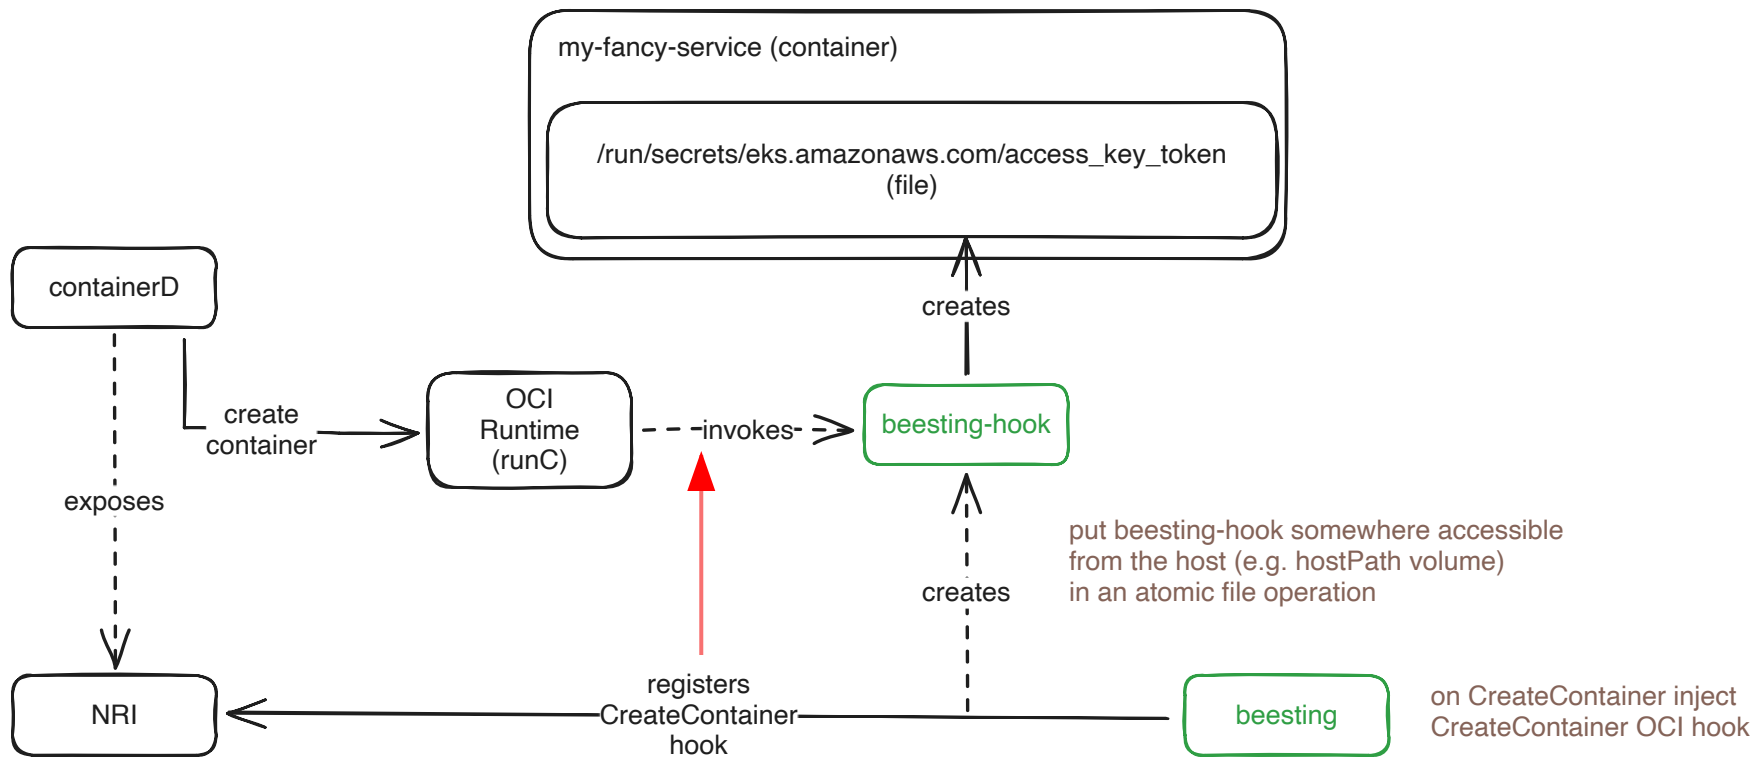 my-fancy-service (container)
/run/secrets/eks.amazonaws.com/access_key_token
(file)
containerD
creates
OCI
Runtime
(runC)
create
container
invokes
beesting-hook
exposes
put beesting-hook somewhere accessible
from the host (e.g. hostPath volume)
in an atomic file operation
creates
NRI
registers
CreateContainer
hook
beesting
on CreateContainer inject
CreateContainer OCI hook